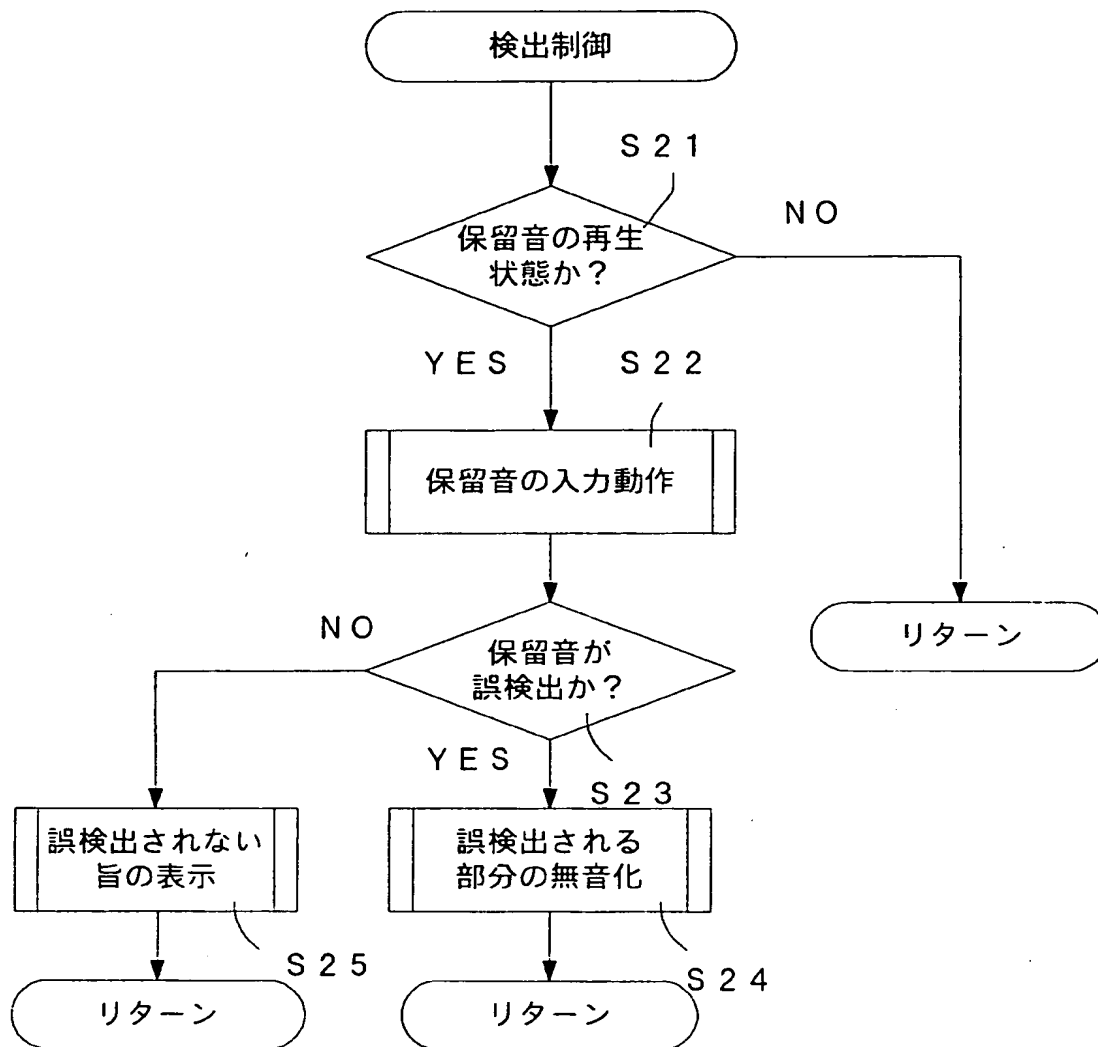 検出制御
S21
保留音の再生
状態か?
NO
YES
S22
保留音の入力動作
NO
保留音が
誤検出か?
リターン
YES
S23
誤検出されない
旨の表示
誤検出される
部分の無音化
S25
S24
リターン
リターン